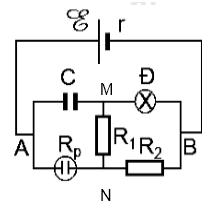 ℰ r
C M Đ
A R₁ B
Rₚ R₂
N